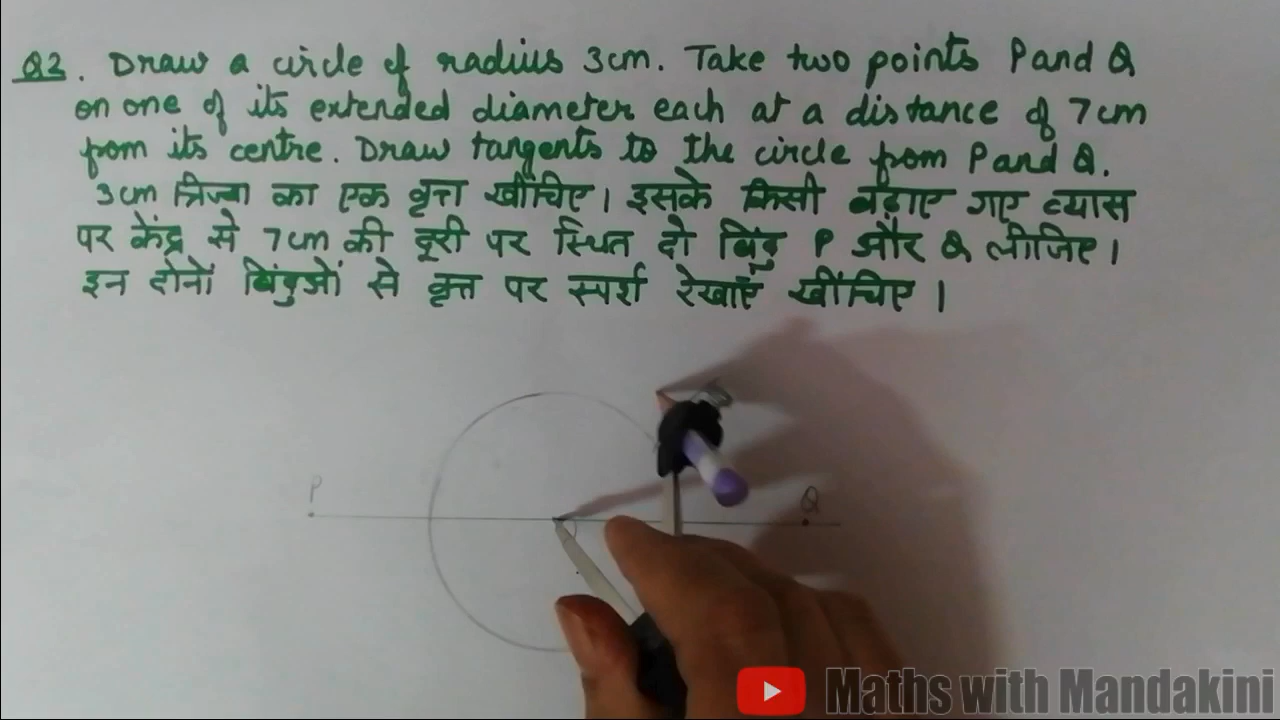 Q2. Draw a circle of radius 3cm. Take two points P and Q
on one of its extended diameter each at a distance of 7cm
from its centre. Draw tangents to the circle from P and Q.
3cm त्रिज्या का एक वृत्त खींचिए। इसके किसी बढ़ाए गए व्यास
पर केंद्र से 7cm की दूरी पर स्थित दो बिंदु P और Q लीजिए।
इन दोनों बिंदुओं से वृत्त पर स्पर्श रेखाएँ खींचिए।
P
Q
Maths with Mandakini